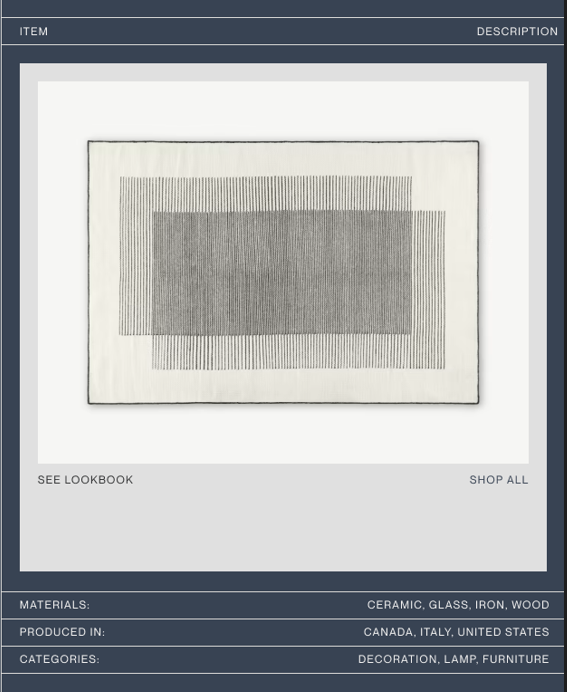 ITEM DESCRIPTION
SEE LOOKBOOK SHOP ALL
MATERIALS: CERAMIC, GLASS, IRON, WOOD
PRODUCED IN: CANADA, ITALY, UNITED STATES
CATEGORIES: DECORATION, LAMP, FURNITURE